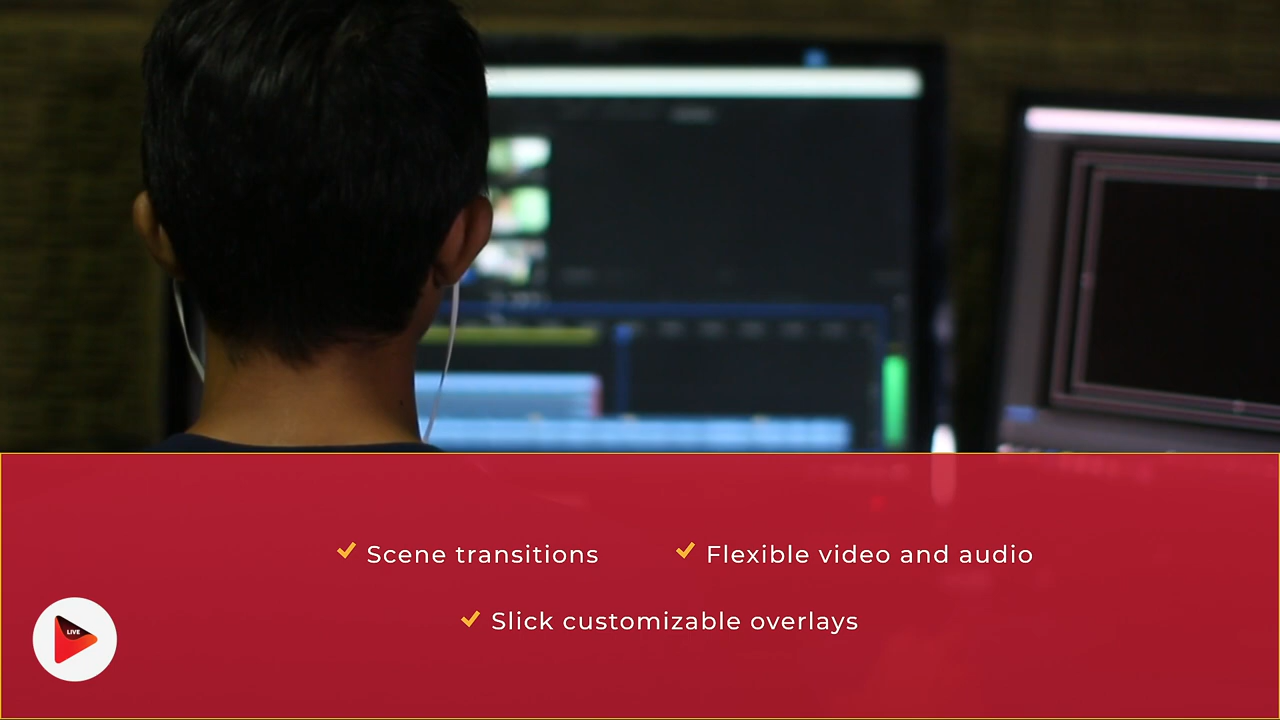 Scene transitions
Flexible video and audio
Slick customizable overlays
LIVE